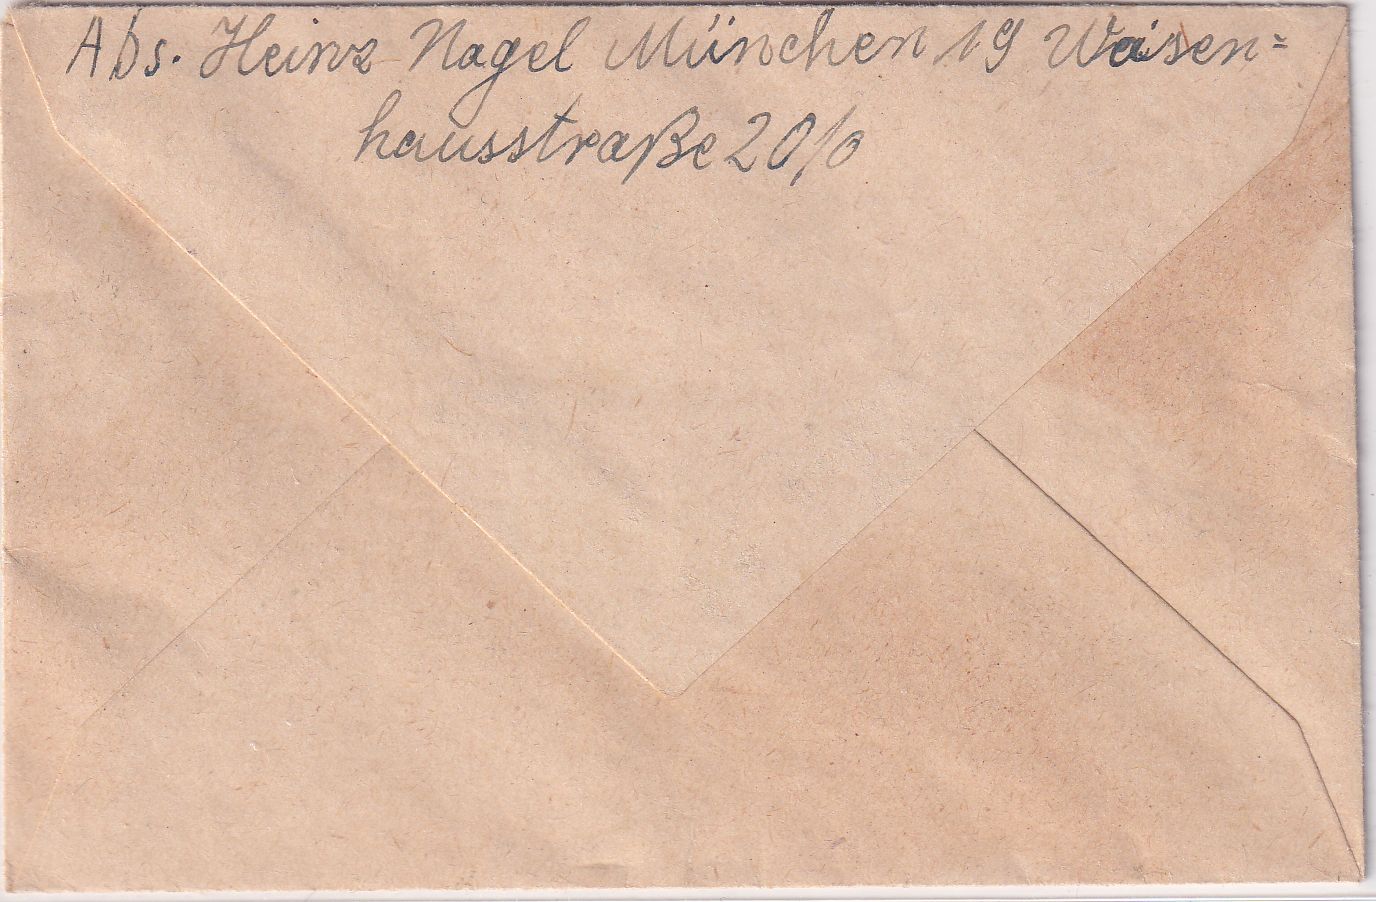 Abs. Heinz Nagel München 19 Waisen=
hausstraße 20/0